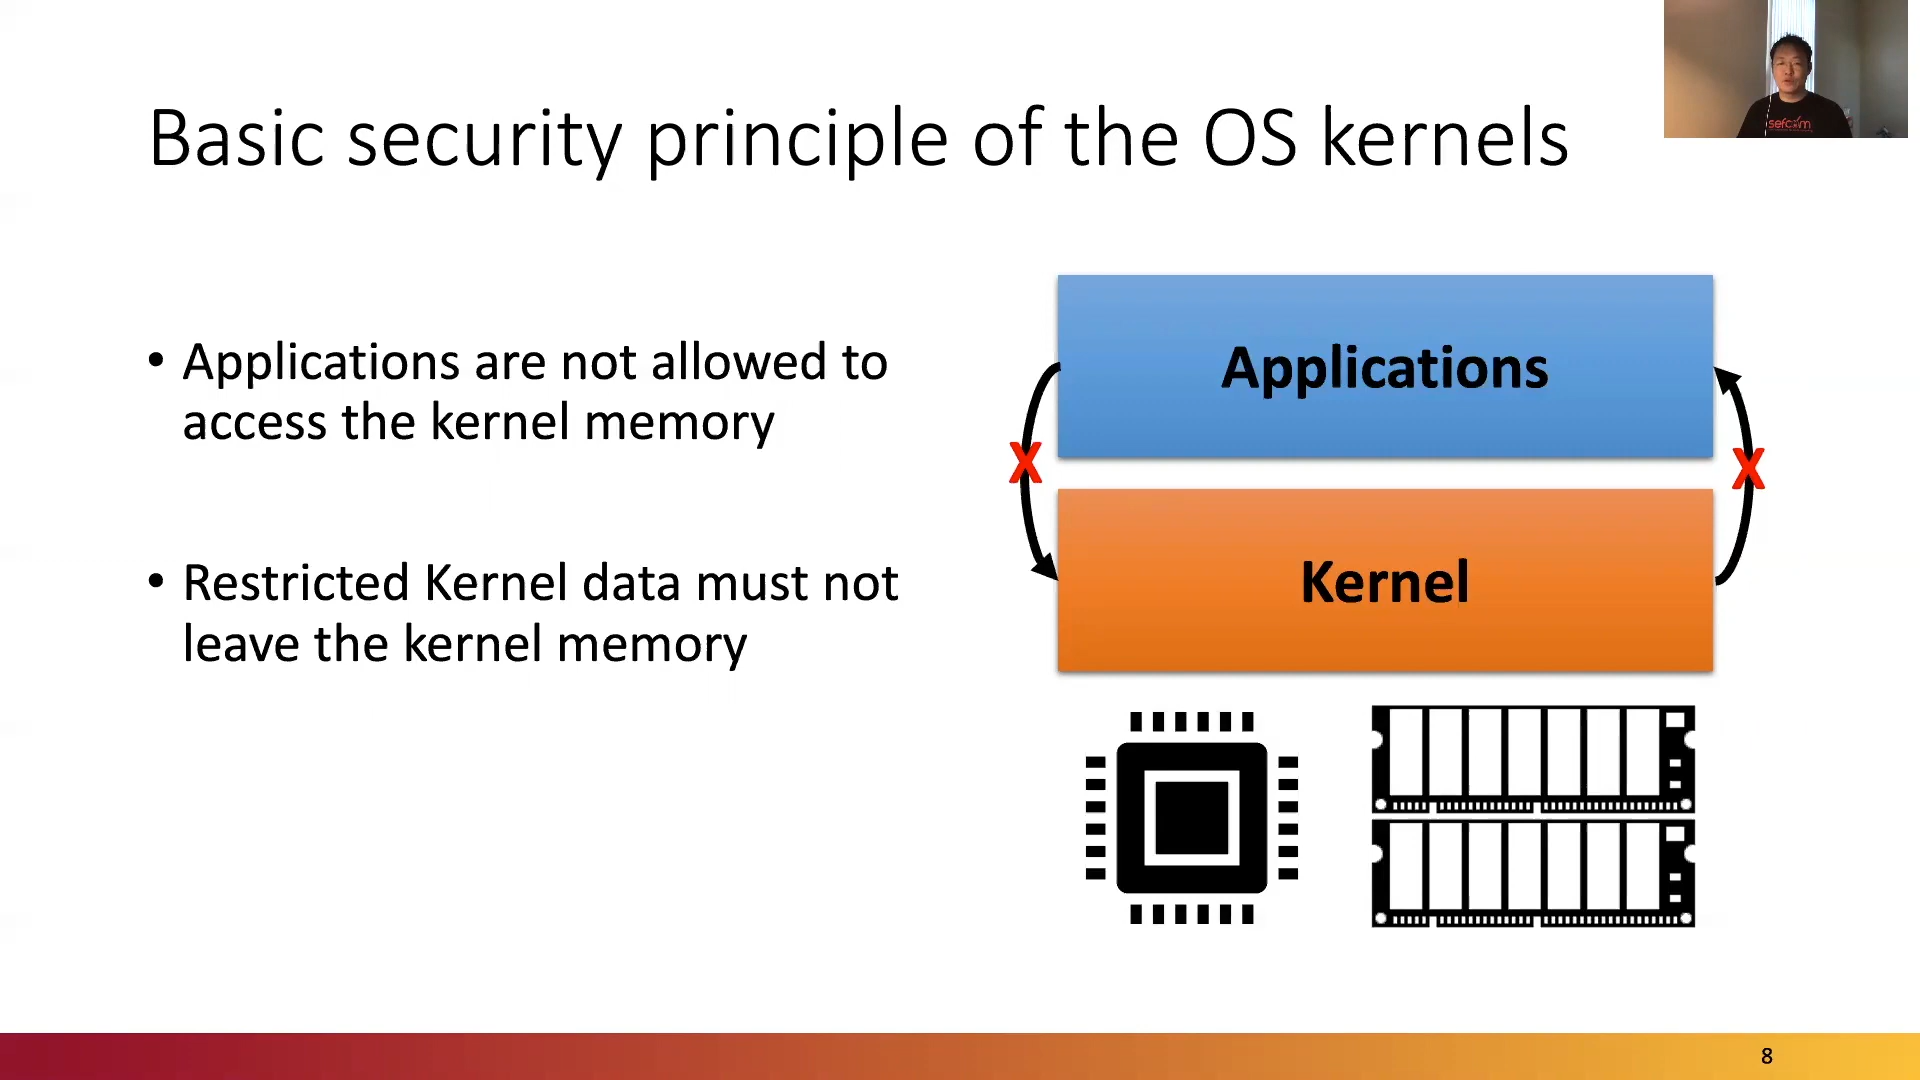 sefcom
Basic security principle of the OS kernels
• Applications are not allowed to
access the kernel memory
• Restricted Kernel data must not
leave the kernel memory
Applications
X
X
Kernel
8